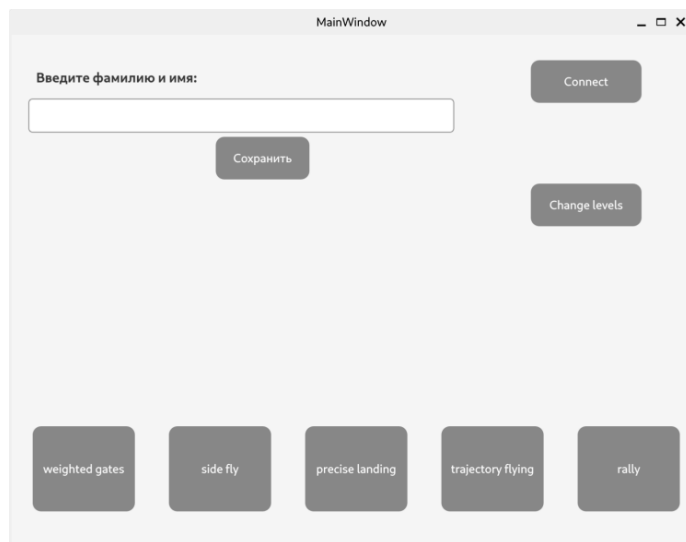 MainWindow
Введите фамилию и имя:
Connect
Сохранить
Change levels
weighted gates
side fly
precise landing
trajectory flying
rally